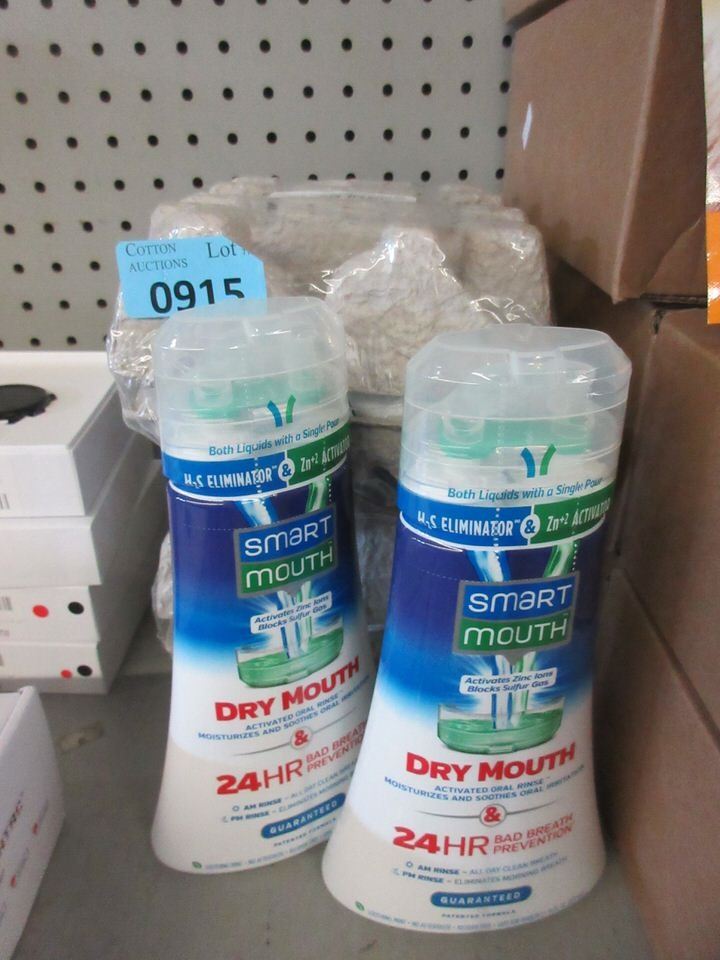 COTTON AUCTIONS Lot
0915
Both Liquids with a Single Pour
H2S ELIMINATOR™ & Zn+2 ACTIVATOR
SMART
MOUTH
Activates Zinc Ions
Blocks Sulfur Gas
DRY MOUTH
ACTIVATED ORAL RINSE
MOISTURIZES AND SOOTHES ORAL
&
24HR BAD BREATH
PREVENTION
AM RINSE – ALL DAY CLEAN BREATH
PM RINSE – ELIMINATES MORNING
GUARANTEED
PATENTED FORMULA
Both Liquids with a Single Pour
H2S ELIMINATOR™ & Zn+2 ACTIVATOR
SMART
MOUTH
Activates Zinc Ions
Blocks Sulfur Gas
DRY MOUTH
ACTIVATED ORAL RINSE
MOISTURIZES AND SOOTHES ORAL IRRITATION
&
24HR BAD BREATH
PREVENTION
AM RINSE – ALL DAY CLEAN BREATH
PM RINSE – ELIMINATES MORNING BREATH
GUARANTEED
PATENTED FORMULA